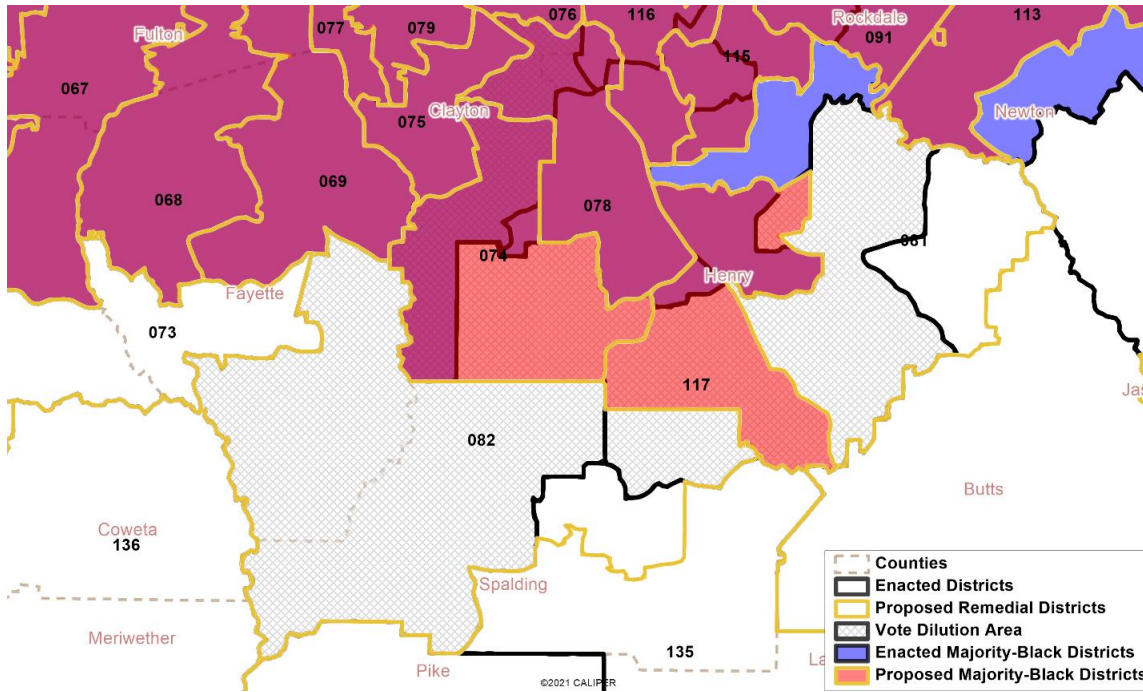 076
116
Rockdale
113
Fulton
077
079
091
115
067
Clayton
Newton
075
068
069
078
081
074
Henry
Fayette
073
117
Jas
082
Butts
Coweta
136
Spalding
Meriwether
Pike
135
La
©2021 CALIPER
Counties
Enacted Districts
Proposed Remedial Districts
Vote Dilution Area
Enacted Majority-Black Districts
Proposed Majority-Black Districts